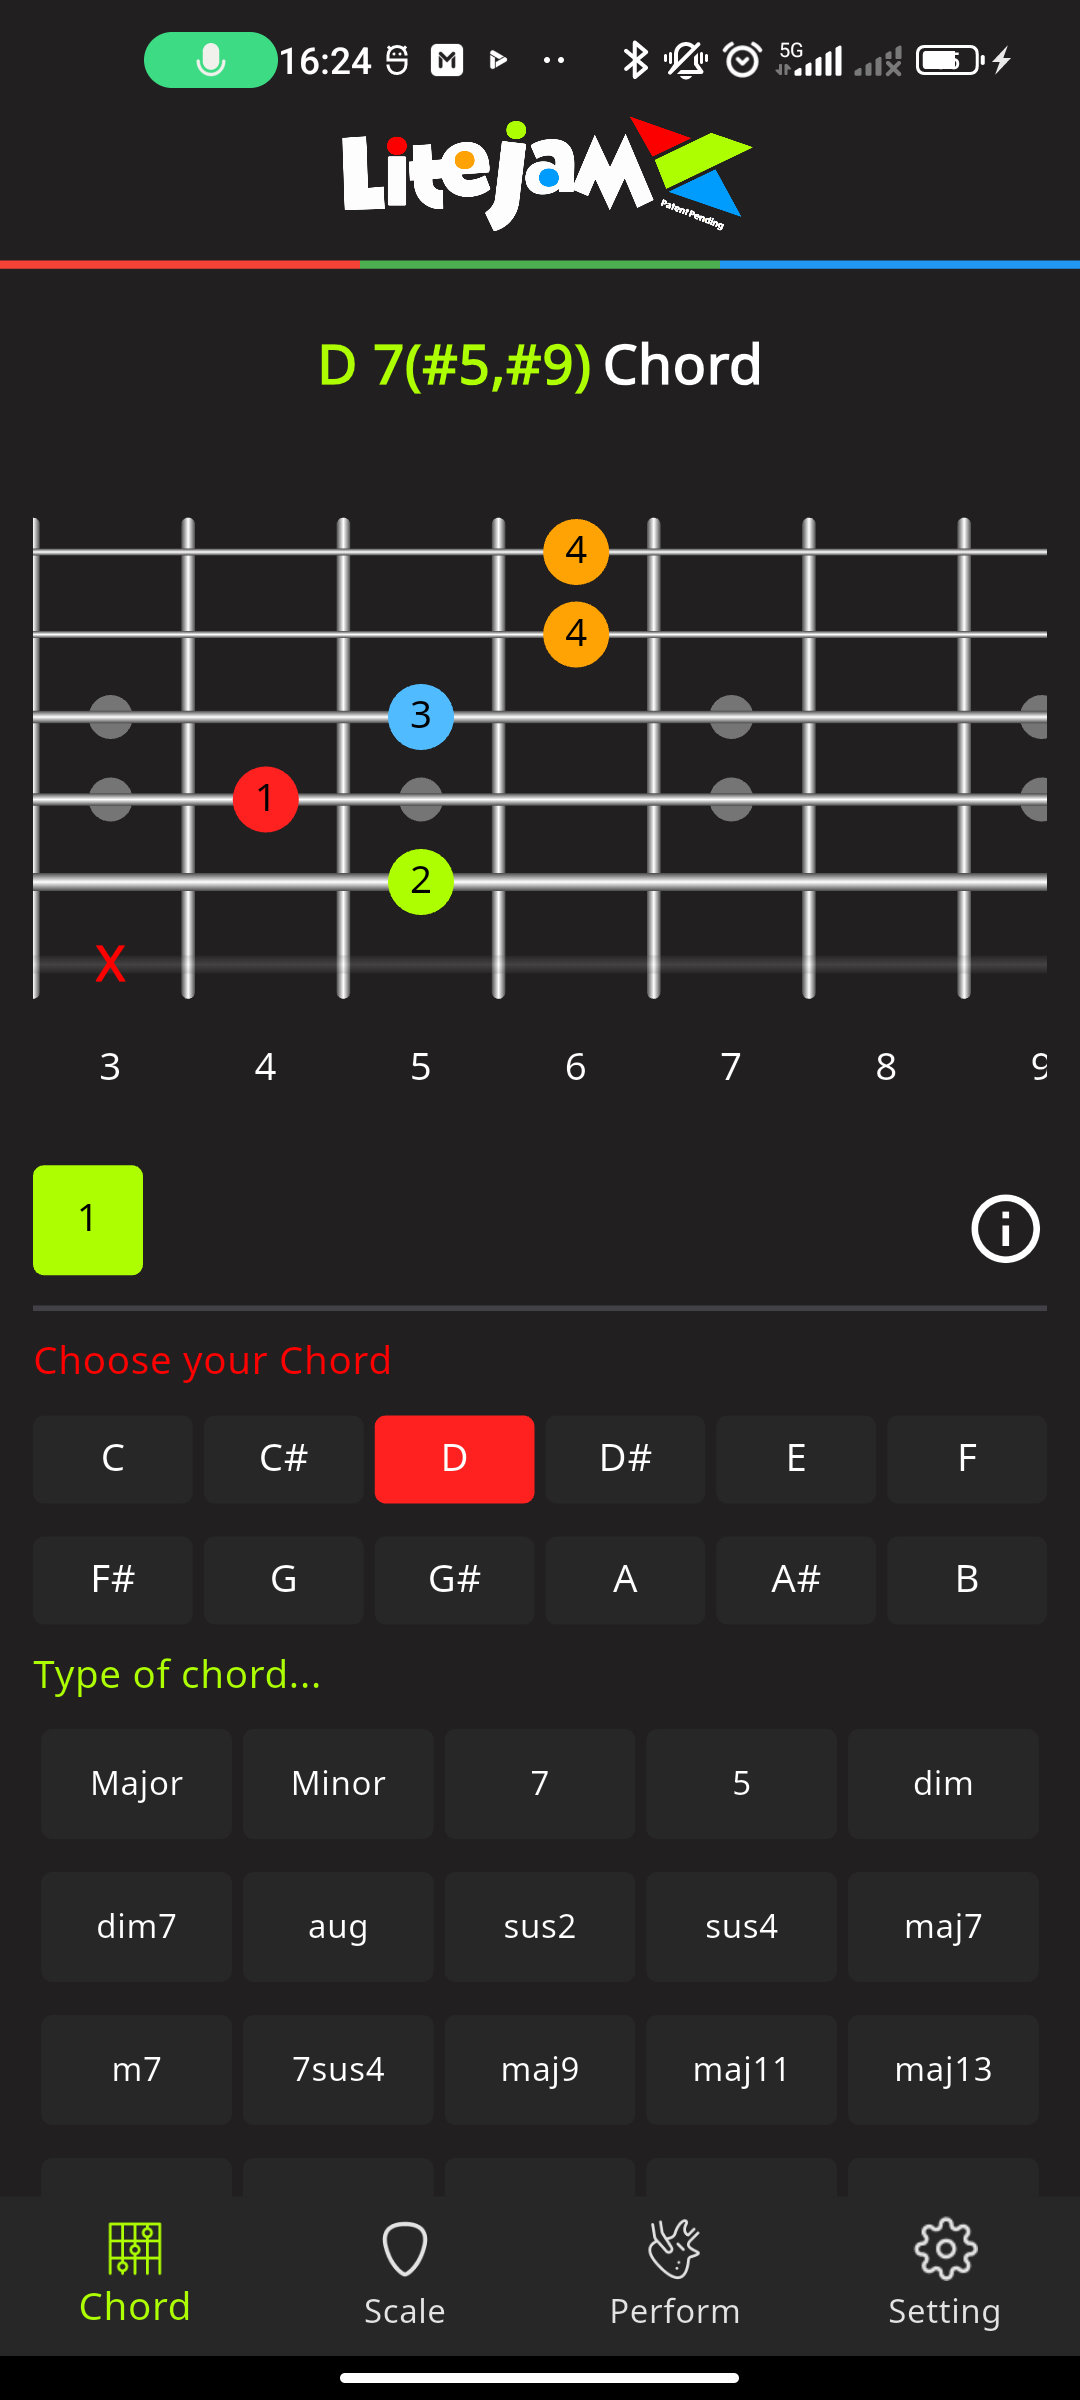 16:24
5G
LiteJam
Patent Pending
D 7(#5,#9) Chord
4
4
3
1
2
X
3 4 5 6 7 8 9
1
Choose your Chord
C C# D D# E F
F# G G# A A# B
Type of chord...
Major Minor 7 5 dim
dim7 aug sus2 sus4 maj7
m7 7sus4 maj9 maj11 maj13
Chord Scale Perform Setting